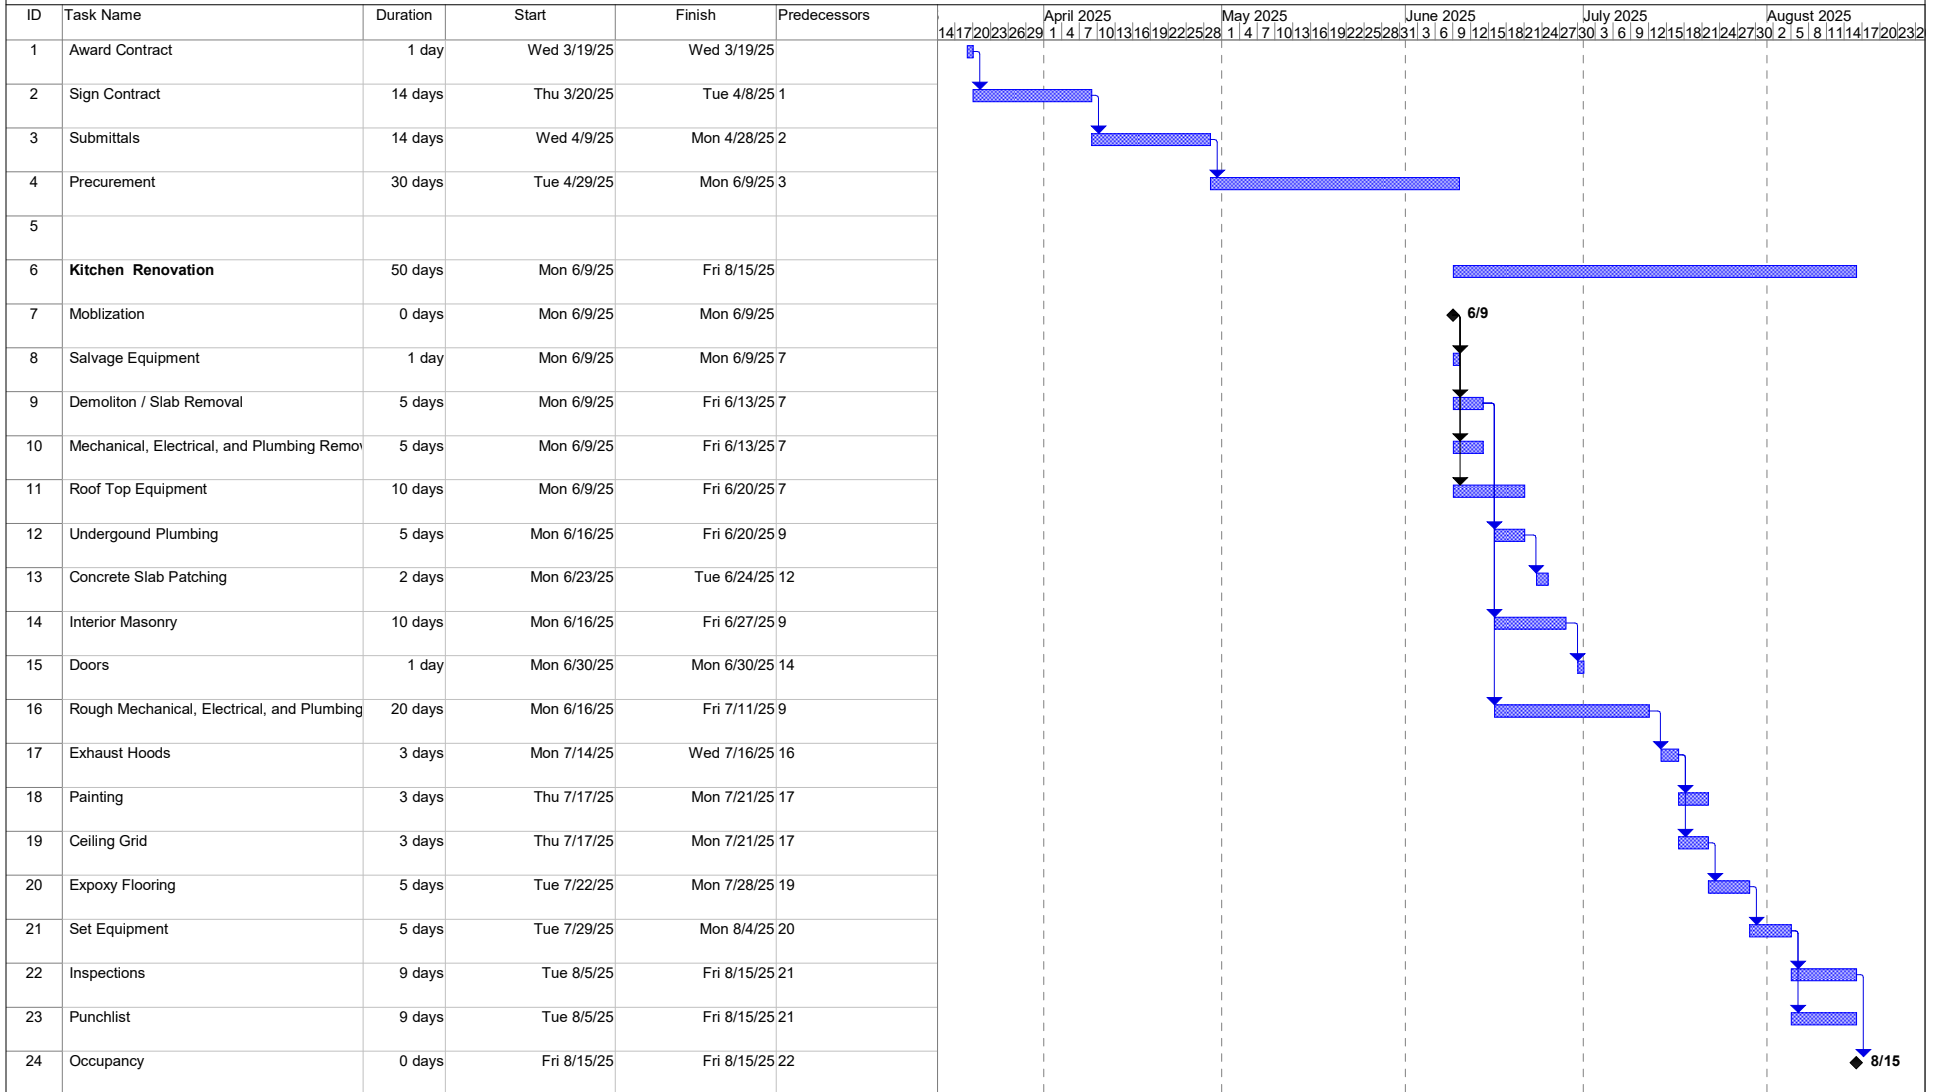 ID Task Name Duration Start Finish Predecessors April 2025 May 2025 June 2025 July 2025 August 2025
14 17 20 23 26 29 1 4 7 10 13 16 19 22 25 28 1 4 7 10 13 16 19 22 25 28 31 3 6 9 12 15 18 21 24 27 30 3 6 9 12 15 18 21 24 27 30 2 5 8 11 14 17 20 23 2
1 Award Contract 1 day Wed 3/19/25 Wed 3/19/25
2 Sign Contract 14 days Thu 3/20/25 Tue 4/8/25 1
3 Submittals 14 days Wed 4/9/25 Mon 4/28/25 2
4 Precurement 30 days Tue 4/29/25 Mon 6/9/25 3
5
6 Kitchen Renovation 50 days Mon 6/9/25 Fri 8/15/25
7 Moblization 0 days Mon 6/9/25 Mon 6/9/25 6/9
8 Salvage Equipment 1 day Mon 6/9/25 Mon 6/9/25 7
9 Demoliton / Slab Removal 5 days Mon 6/9/25 Fri 6/13/25 7
10 Mechanical, Electrical, and Plumbing Remov 5 days Mon 6/9/25 Fri 6/13/25 7
11 Roof Top Equipment 10 days Mon 6/9/25 Fri 6/20/25 7
12 Undergound Plumbing 5 days Mon 6/16/25 Fri 6/20/25 9
13 Concrete Slab Patching 2 days Mon 6/23/25 Tue 6/24/25 12
14 Interior Masonry 10 days Mon 6/16/25 Fri 6/27/25 9
15 Doors 1 day Mon 6/30/25 Mon 6/30/25 14
16 Rough Mechanical, Electrical, and Plumbing 20 days Mon 6/16/25 Fri 7/11/25 9
17 Exhaust Hoods 3 days Mon 7/14/25 Wed 7/16/25 16
18 Painting 3 days Thu 7/17/25 Mon 7/21/25 17
19 Ceiling Grid 3 days Thu 7/17/25 Mon 7/21/25 17
20 Expoxy Flooring 5 days Tue 7/22/25 Mon 7/28/25 19
21 Set Equipment 5 days Tue 7/29/25 Mon 8/4/25 20
22 Inspections 9 days Tue 8/5/25 Fri 8/15/25 21
23 Punchlist 9 days Tue 8/5/25 Fri 8/15/25 21
24 Occupancy 0 days Fri 8/15/25 Fri 8/15/25 22 8/15